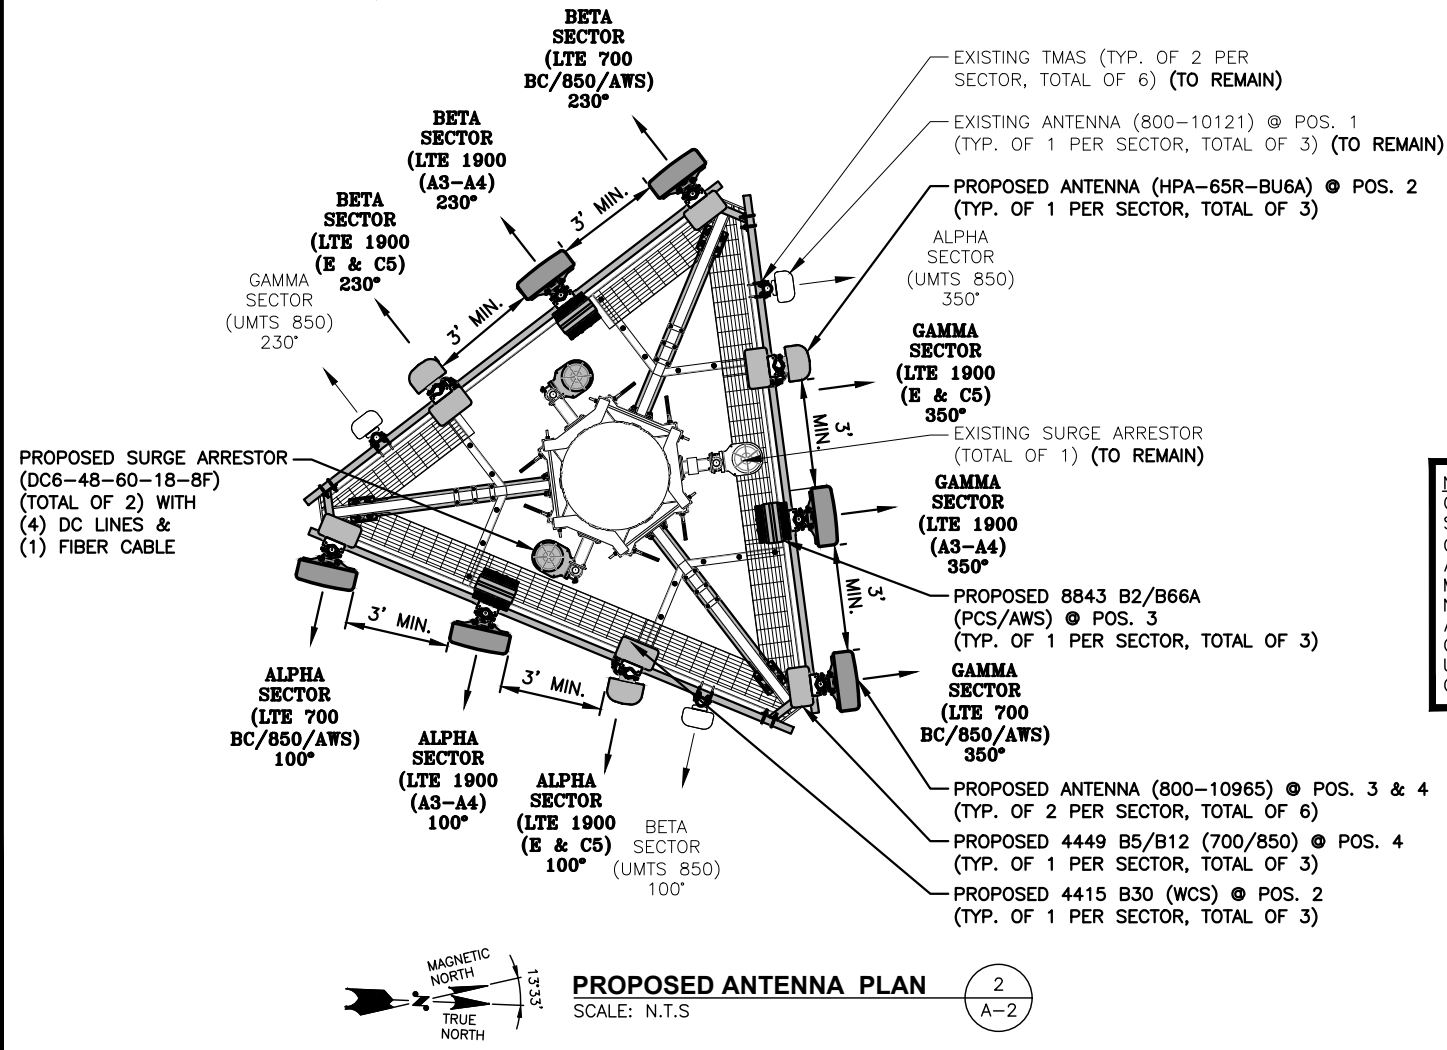 BETA
SECTOR
(LTE 700
BC/850/AWS)
230°
BETA
SECTOR
(LTE 1900
(A3-A4)
230°
BETA
SECTOR
(LTE 1900
(E & C5)
230°
GAMMA
SECTOR
(UMTS 850)
230°
3' MIN.
3' MIN.
EXISTING TMAS (TYP. OF 2 PER
SECTOR, TOTAL OF 6) (TO REMAIN)
EXISTING ANTENNA (800-10121) @ POS. 1
(TYP. OF 1 PER SECTOR, TOTAL OF 3) (TO REMAIN)
PROPOSED ANTENNA (HPA-65R-BU6A) @ POS. 2
(TYP. OF 1 PER SECTOR, TOTAL OF 3)
ALPHA
SECTOR
(UMTS 850)
350°
GAMMA
SECTOR
(LTE 1900
(E & C5)
350°
3'
MIN.
EXISTING SURGE ARRESTOR
(TOTAL OF 1) (TO REMAIN)
GAMMA
SECTOR
(LTE 1900
(A3-A4)
350°
3'
MIN.
PROPOSED SURGE ARRESTOR
(DC6-48-60-18-8F)
(TOTAL OF 2) WITH
(4) DC LINES &
(1) FIBER CABLE
PROPOSED 8843 B2/B66A
(PCS/AWS) @ POS. 3
(TYP. OF 1 PER SECTOR, TOTAL OF 3)
GAMMA
SECTOR
(LTE 700
BC/850/AWS)
350°
3' MIN.
3' MIN.
ALPHA
SECTOR
(LTE 700
BC/850/AWS)
100°
ALPHA
SECTOR
(LTE 1900
(A3-A4)
100°
ALPHA
SECTOR
(LTE 1900
(E & C5)
100°
BETA
SECTOR
(UMTS 850)
100°
PROPOSED ANTENNA (800-10965) @ POS. 3 & 4
(TYP. OF 2 PER SECTOR, TOTAL OF 6)
PROPOSED 4449 B5/B12 (700/850) @ POS. 4
(TYP. OF 1 PER SECTOR, TOTAL OF 3)
PROPOSED 4415 B30 (WCS) @ POS. 2
(TYP. OF 1 PER SECTOR, TOTAL OF 3)
MAGNETIC
NORTH
N
TRUE
NORTH
13°33'
PROPOSED ANTENNA PLAN
SCALE: N.T.S
2
A-2